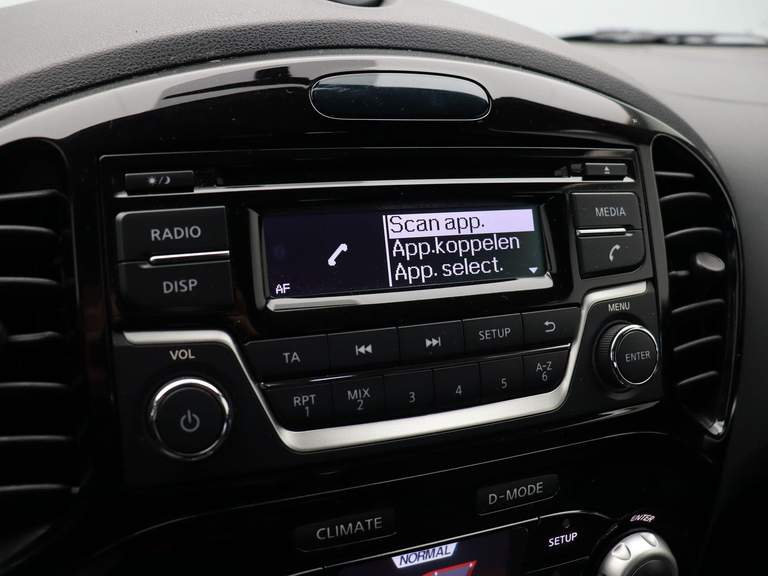 RADIO
DISP
AF
Scan app.
App.koppelen
App. select.
MEDIA
VOL
TA
SETUP
MENU
ENTER
RPT
1
MIX
2
3
4
5
A-Z
6
CLIMATE
D-MODE
NORMAL
SETUP
ENTER